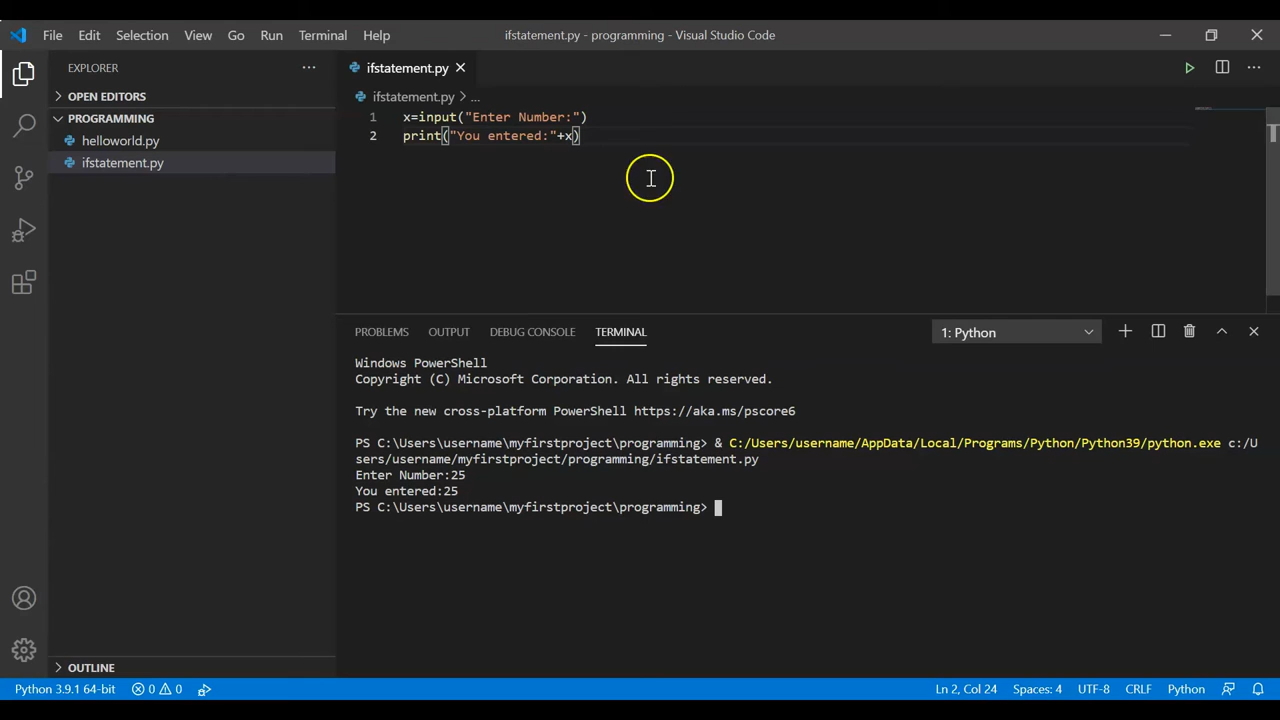 File Edit Selection View Go Run Terminal Help ifstatement.py - programming - Visual Studio Code
EXPLORER
ifstatement.py
OPEN EDITORS
ifstatement.py > ...
PROGRAMMING
1 x=input("Enter Number:")
helloworld.py
2 print("You entered:"+x)
ifstatement.py
PROBLEMS OUTPUT DEBUG CONSOLE TERMINAL 1: Python
Windows PowerShell
Copyright (C) Microsoft Corporation. All rights reserved.
Try the new cross-platform PowerShell https://aka.ms/pscore6
PS C:\Users\username\myfirstproject\programming> & C:/Users/username/AppData/Local/Programs/Python/Python39/python.exe c:/U
sers/username/myfirstproject/programming/ifstatement.py
Enter Number:25
You entered:25
PS C:\Users\username\myfirstproject\programming>
OUTLINE
Python 3.9.1 64-bit 0 0 Ln 2, Col 24 Spaces: 4 UTF-8 CRLF Python